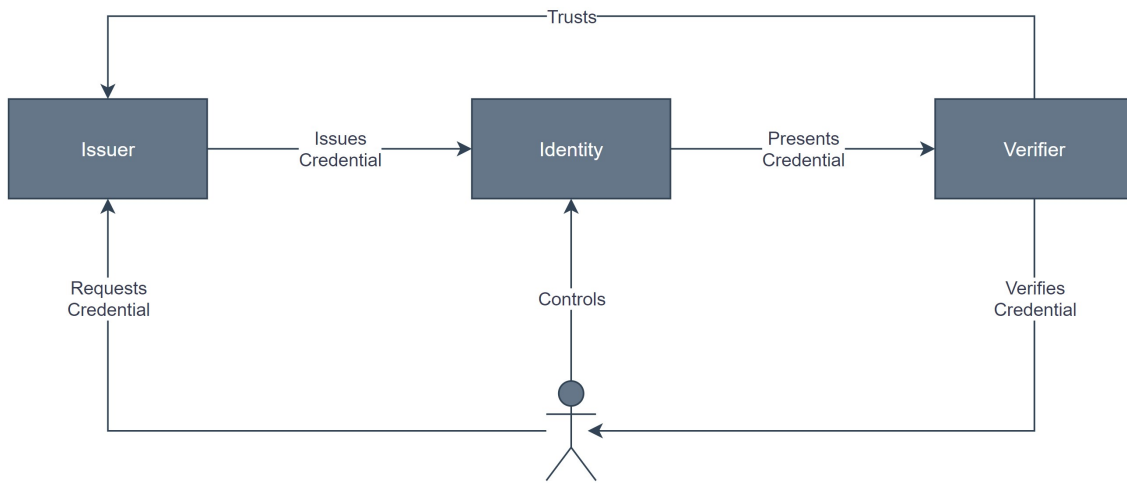 Trusts
Issuer
Issues
Credential
Identity
Presents
Credential
Verifier
Requests
Credential
Controls
Verifies
Credential